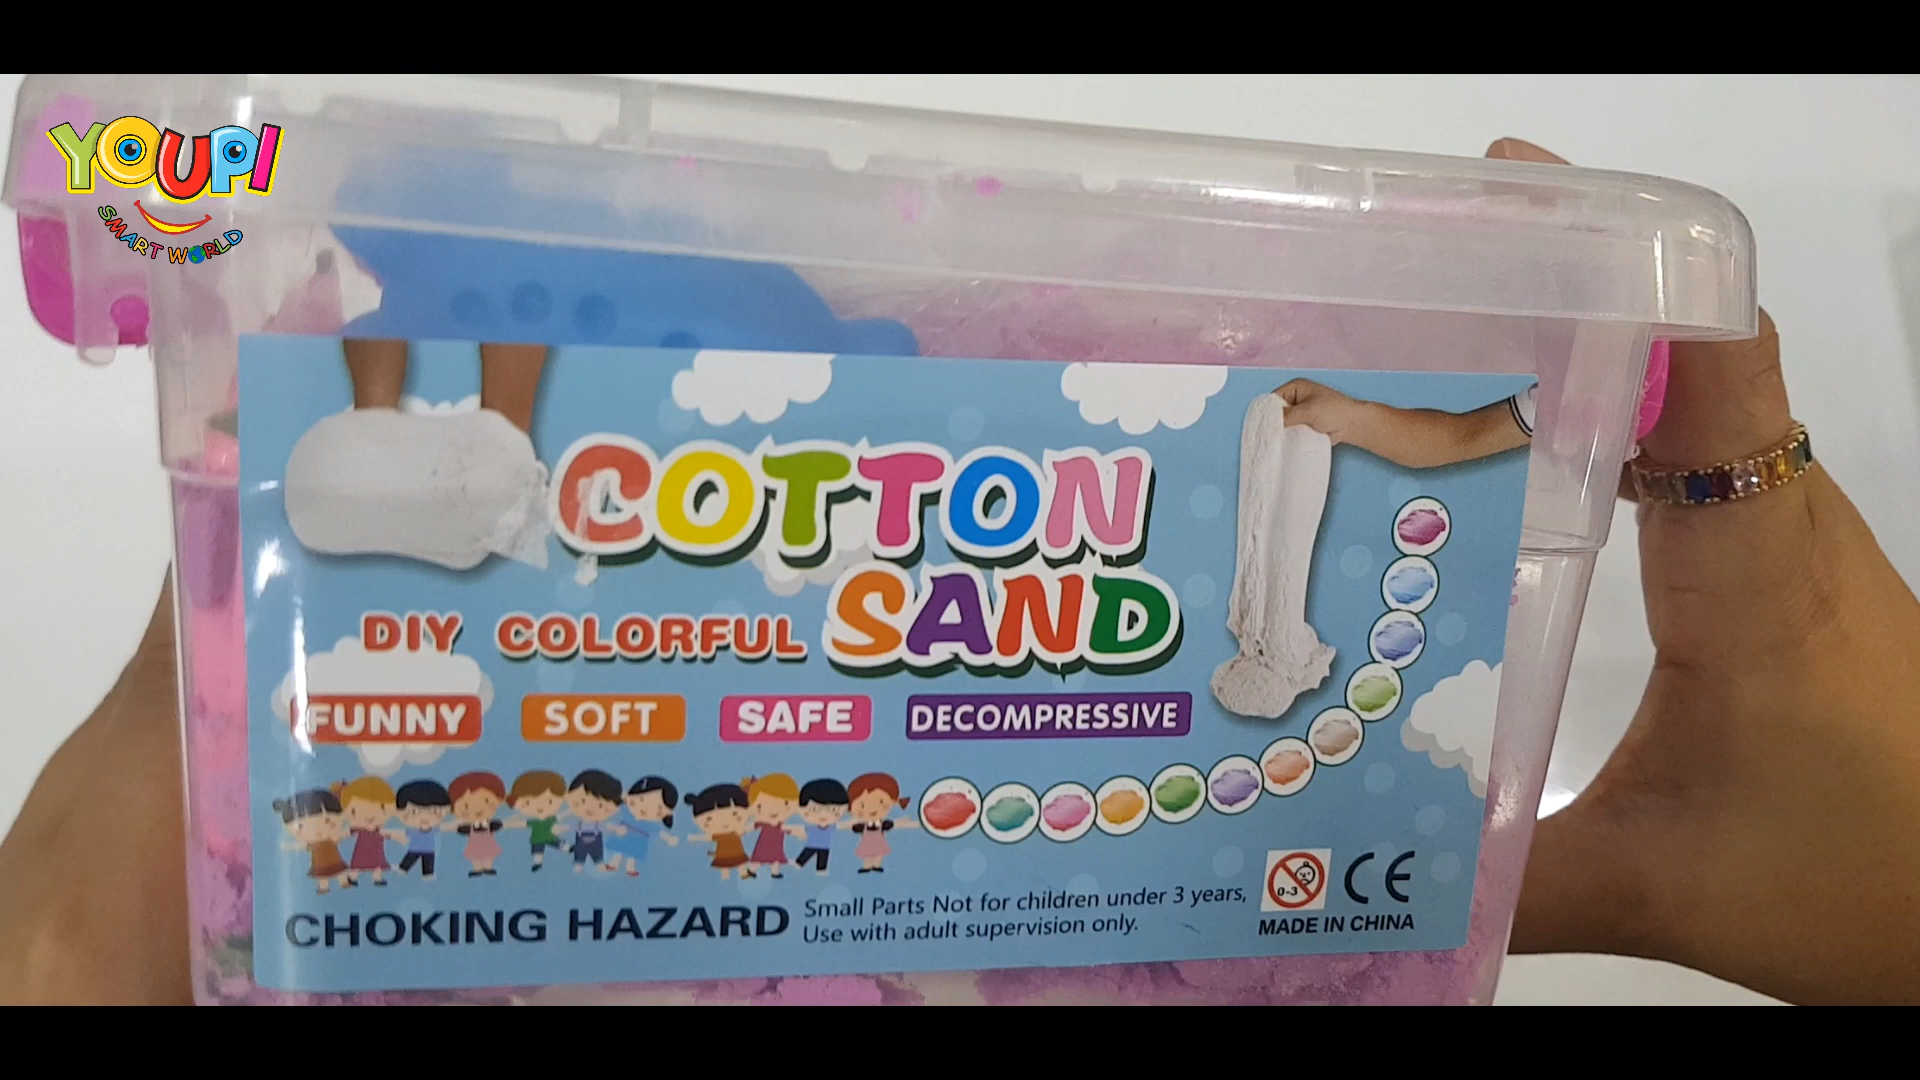 YOUPI
SMART WORLD
COTTON
DIY COLORFUL SAND
FUNNY SOFT SAFE DECOMPRESSIVE
CHOKING HAZARD
Small Parts Not for children under 3 years,
Use with adult supervision only.
0-3
CE
MADE IN CHINA